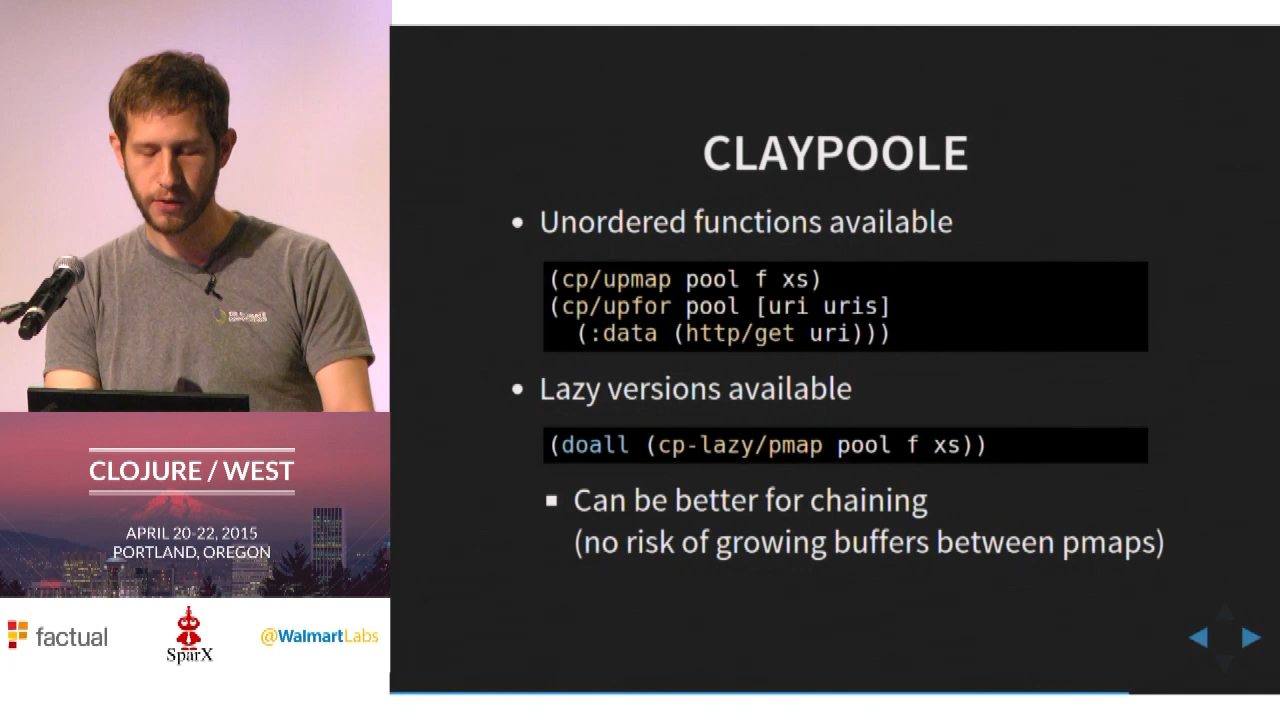 CLAYPOOLE
• Unordered functions available
(cp/upmap pool f xs)
(cp/upfor pool [uri uris]
(:data (http/get uri)))
• Lazy versions available
(doall (cp-lazy/pmap pool f xs))
▪ Can be better for chaining
(no risk of growing buffers between pmaps)
CLOJURE / WEST
APRIL 20-22, 2015
PORTLAND, OREGON
factual
SparX
@WalmartLabs